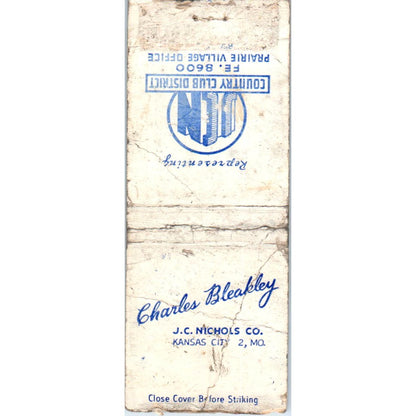 Representing
JCN
COUNTRY CLUB DISTRICT
FE. 8600
PRAIRIE VILLAGE OFFICE
Charles Bleakley
J.C. NICHOLS CO.
KANSAS CITY 2, MO.
Close Cover Before Striking